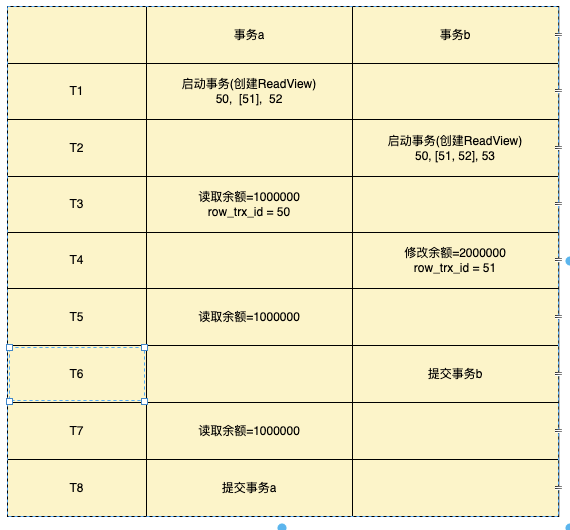 事务a
事务b
T1
启动事务(创建ReadView)
50,  [51],  52
T2
启动事务(创建ReadView)
50, [51, 52], 53
T3
读取余额=1000000
row_trx_id = 50
T4
修改余额=2000000
row_trx_id = 51
T5
读取余额=1000000
T6
提交事务b
T7
读取余额=1000000
T8
提交事务a